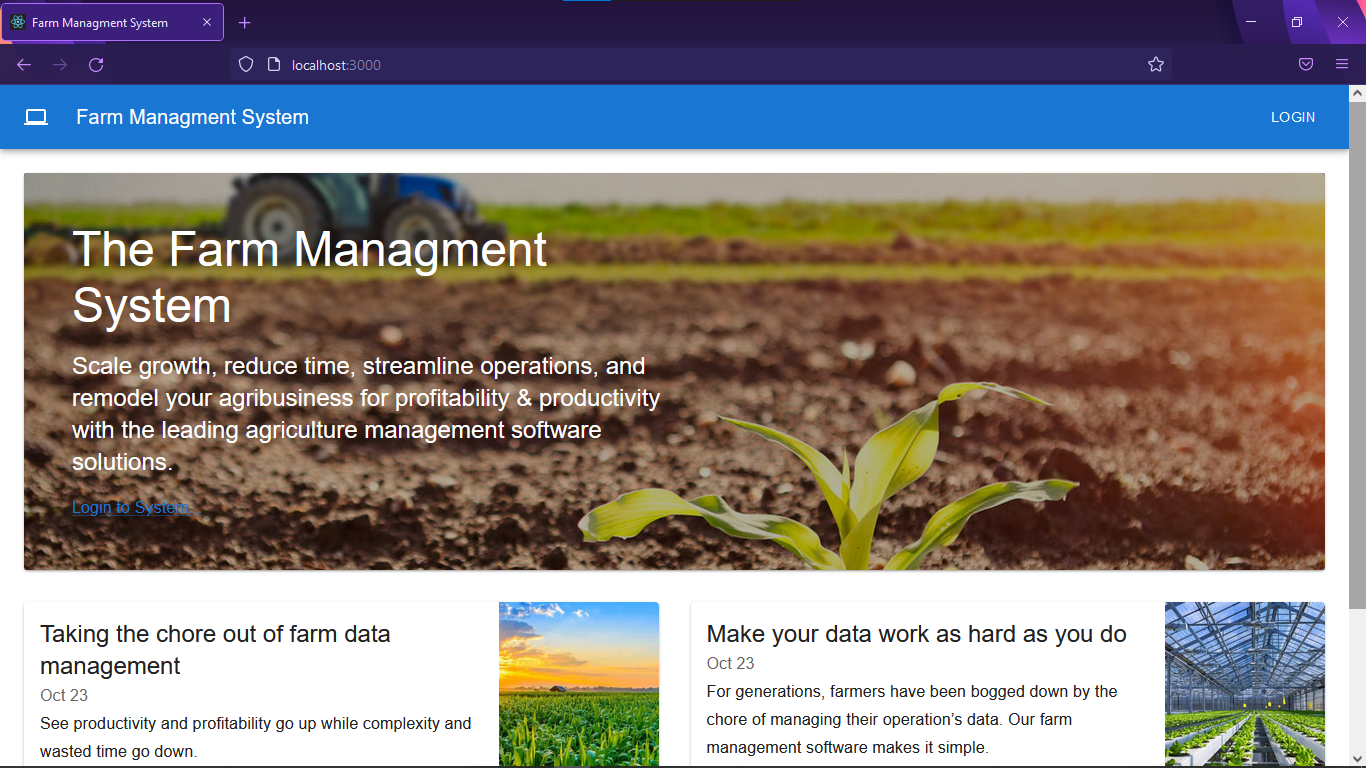 Farm Managment System
localhost:3000
Farm Managment System
LOGIN
The Farm Managment
System
Scale growth, reduce time, streamline operations, and
remodel your agribusiness for profitability & productivity
with the leading agriculture management software
solutions.
Login to System...
Taking the chore out of farm data
management
Oct 23
See productivity and profitability go up while complexity and
wasted time go down.
Make your data work as hard as you do
Oct 23
For generations, farmers have been bogged down by the
chore of managing their operation’s data. Our farm
management software makes it simple.